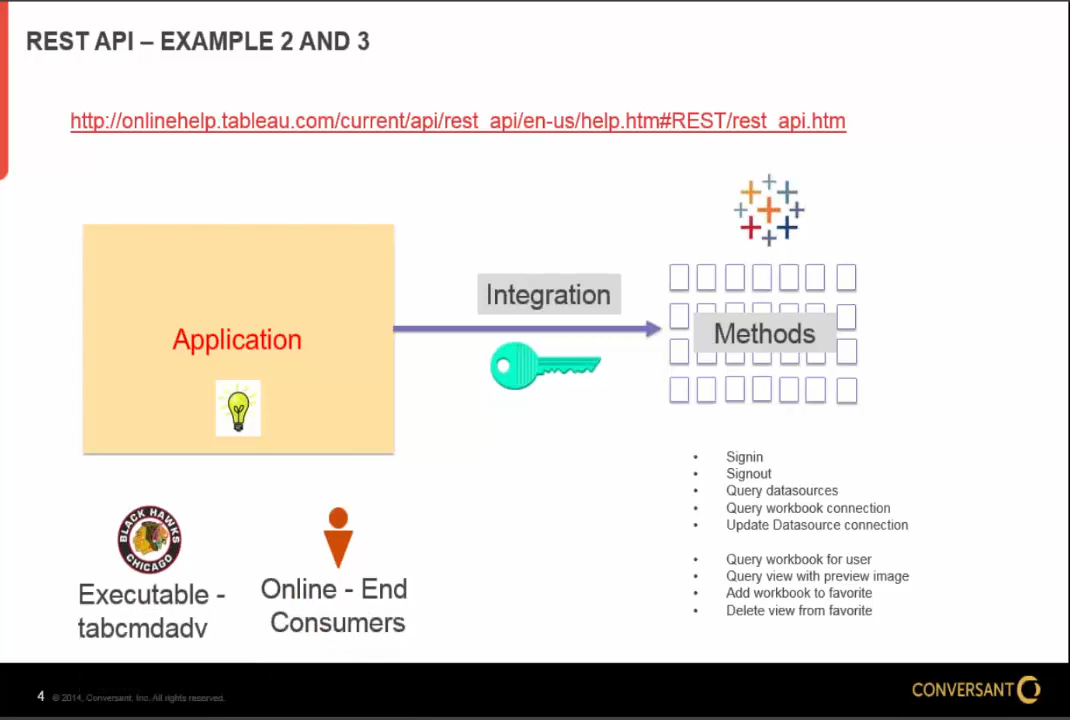 REST API – EXAMPLE 2 AND 3
http://onlinehelp.tableau.com/current/api/rest_api/en-us/help.htm#REST/rest_api.htm
Application
Integration
Methods
• Signin
• Signout
• Query datasources
• Query workbook connection
• Update Datasource connection
• Query workbook for user
• Query view with preview image
• Add workbook to favorite
• Delete view from favorite
BLACK HAWKS
CHICAGO
Executable -
tabcmdadv
Online - End
Consumers
4 © 2014, Conversant, Inc. All rights reserved.
CONVERSANT